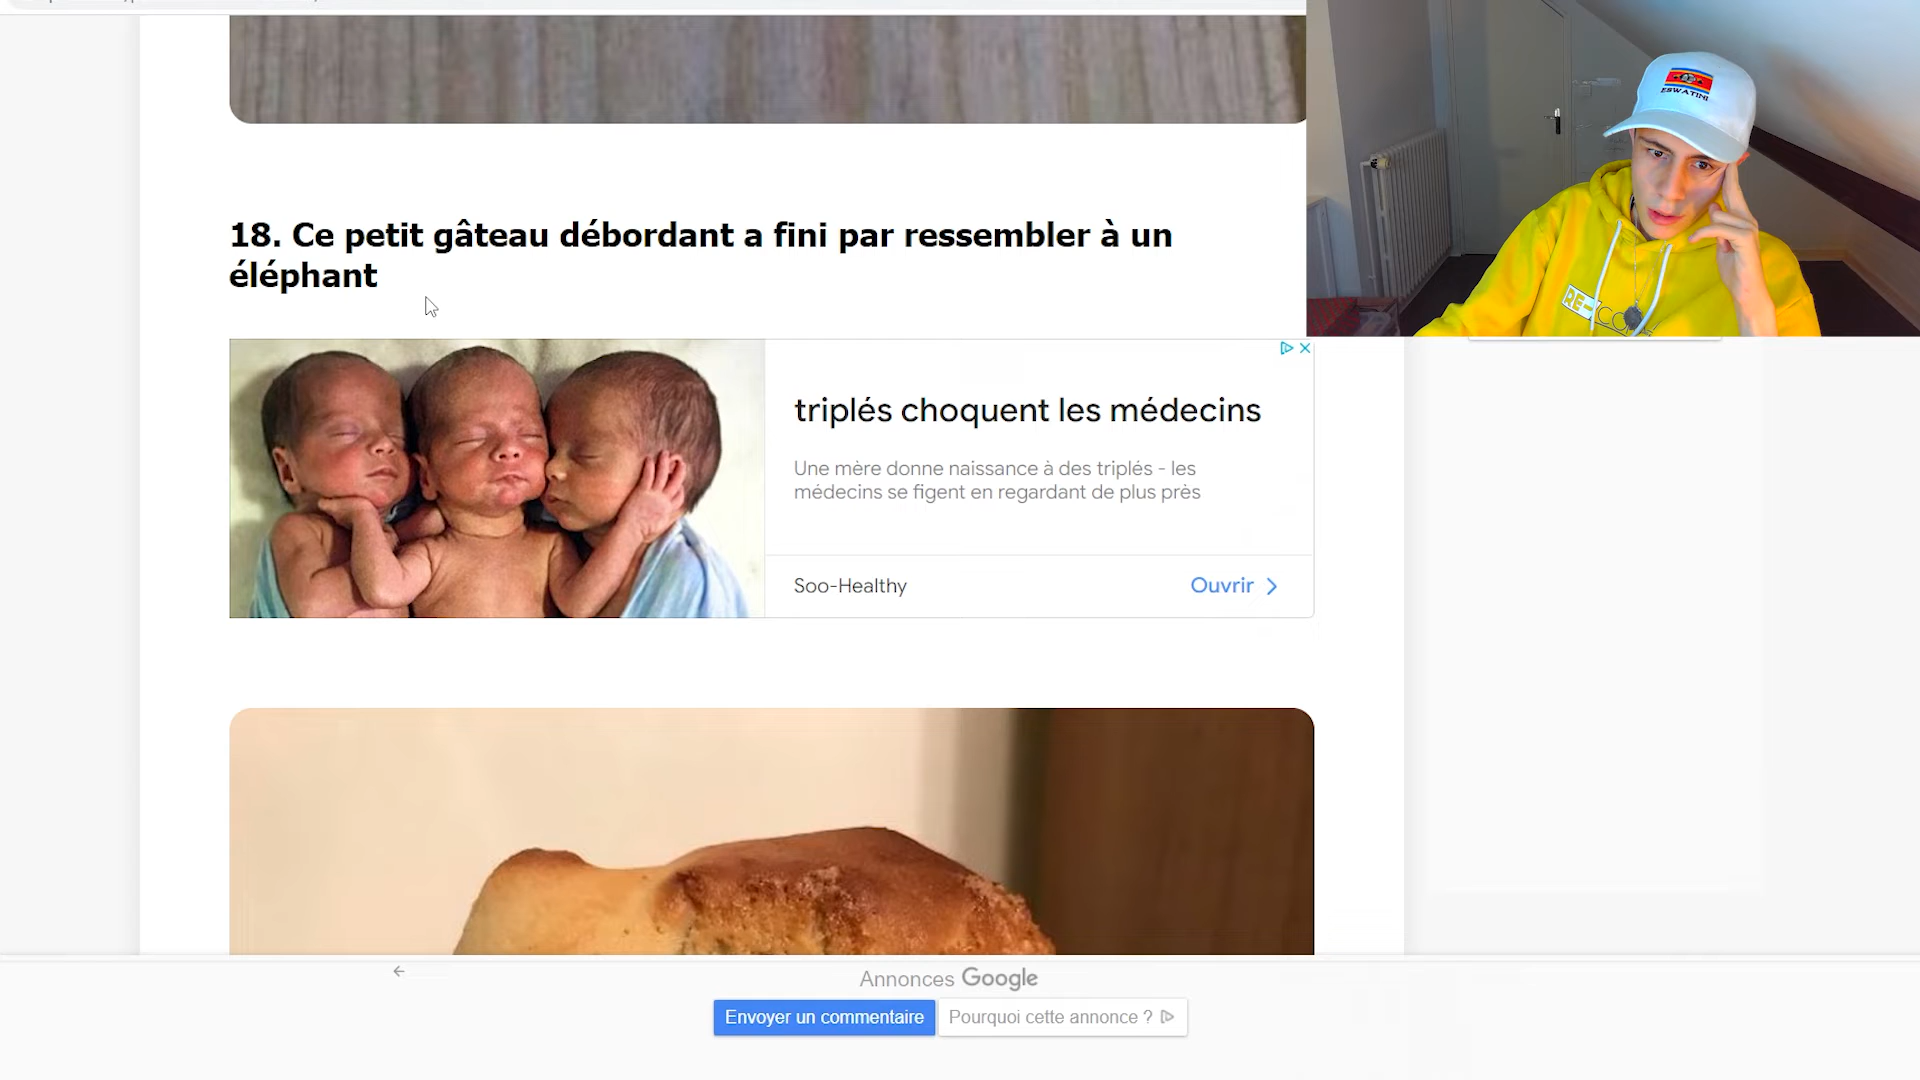 ESWATINI
18. Ce petit gâteau débordant a fini par ressembler à un
éléphant
triplés choquent les médecins
Une mère donne naissance à des triplés - les
médecins se figent en regardant de plus près
Soo-Healthy
Ouvrir
Annonces Google
Envoyer un commentaire
Pourquoi cette annonce ?